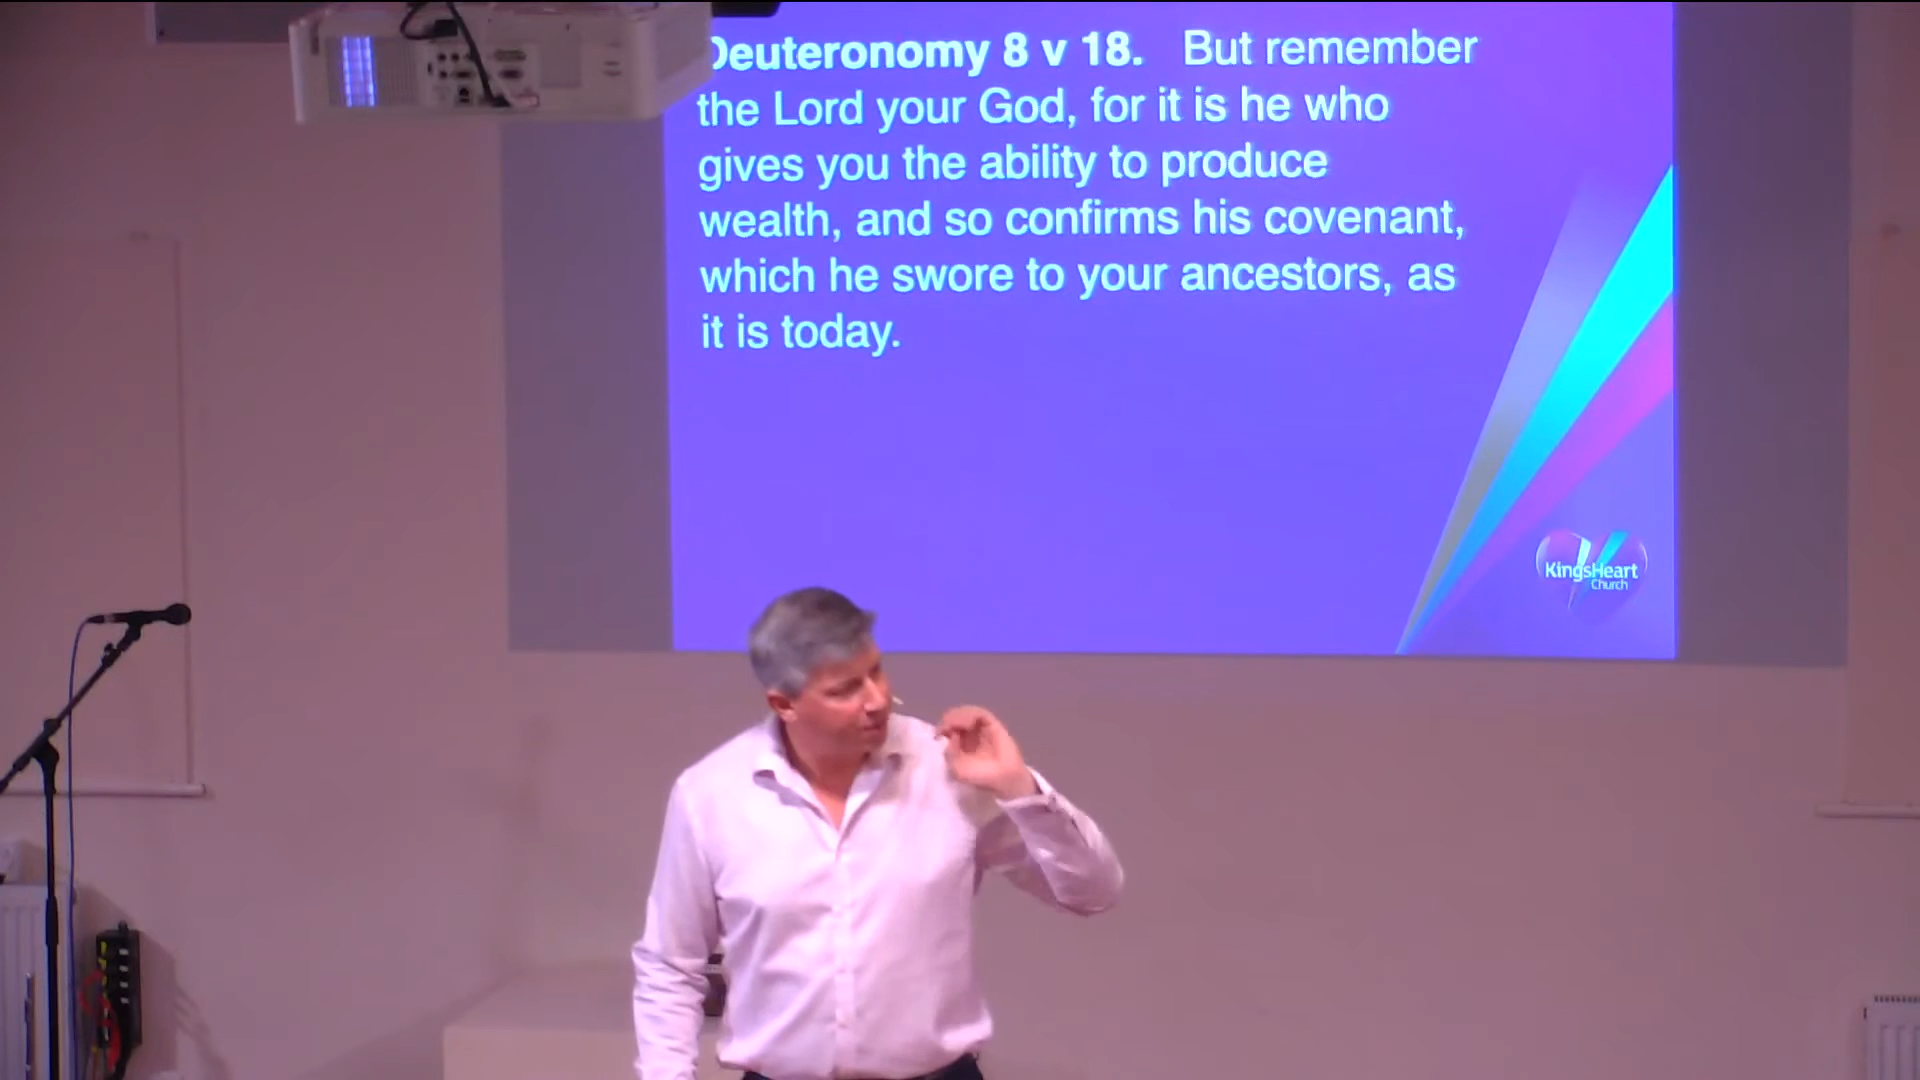 Deuteronomy 8 v 18. But remember
the Lord your God, for it is he who
gives you the ability to produce
wealth, and so confirms his covenant,
which he swore to your ancestors, as
it is today.
KingsHeart
Church